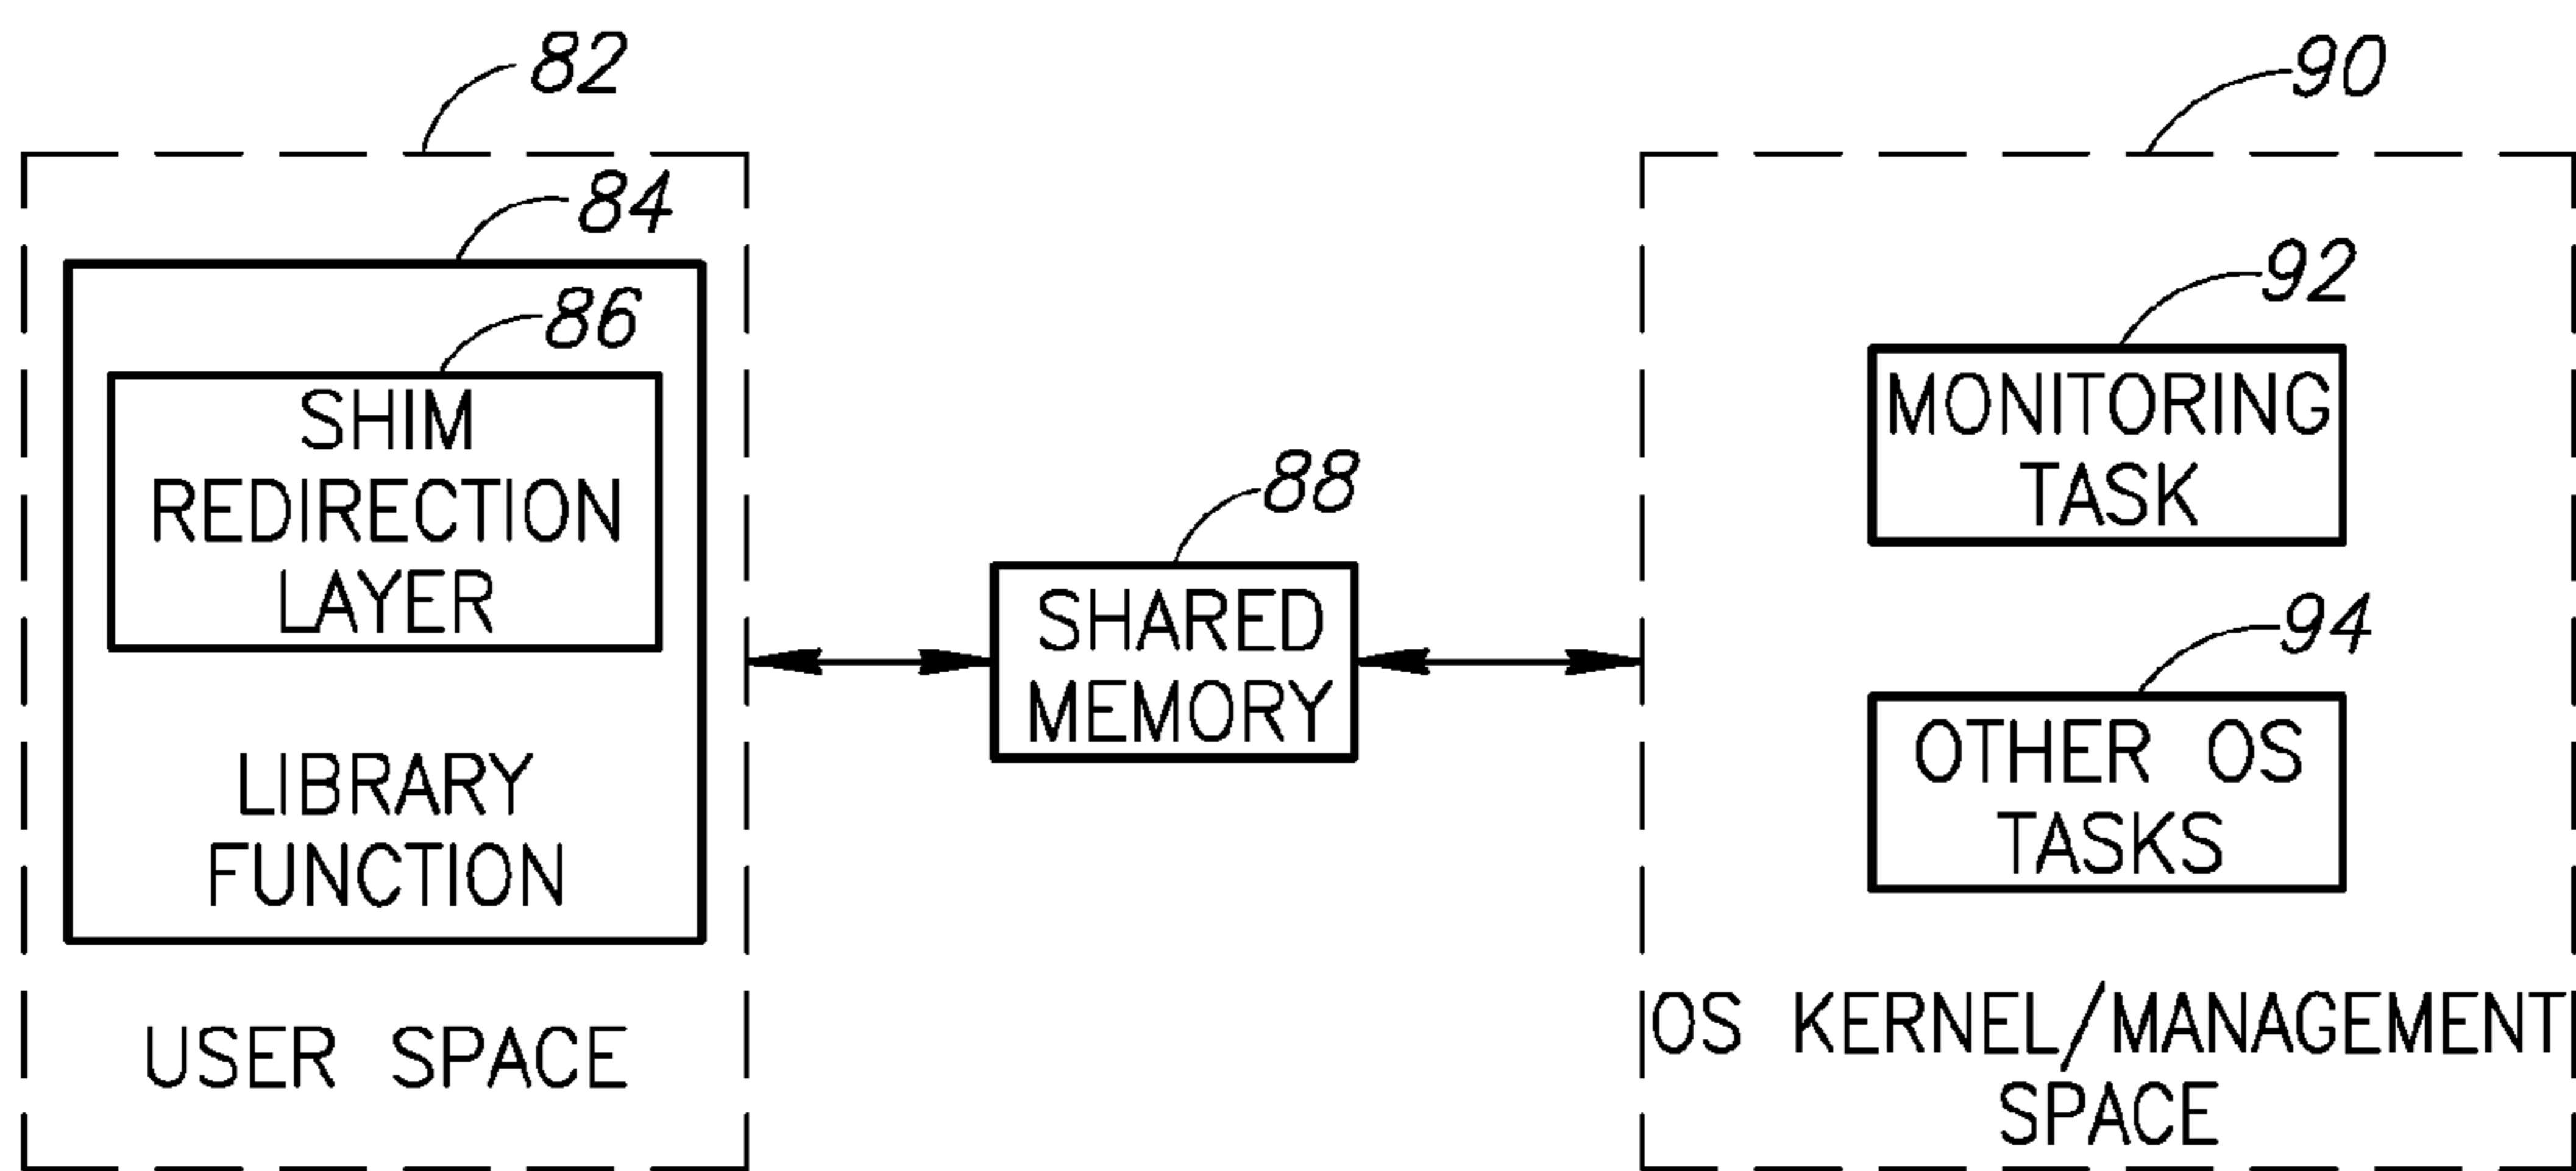 82
84
86
SHIM
REDIRECTION
LAYER
LIBRARY
FUNCTION
USER SPACE
88
SHARED
MEMORY
90
92
MONITORING
TASK
94
OTHER OS
TASKS
OS KERNEL/MANAGEMENT
SPACE